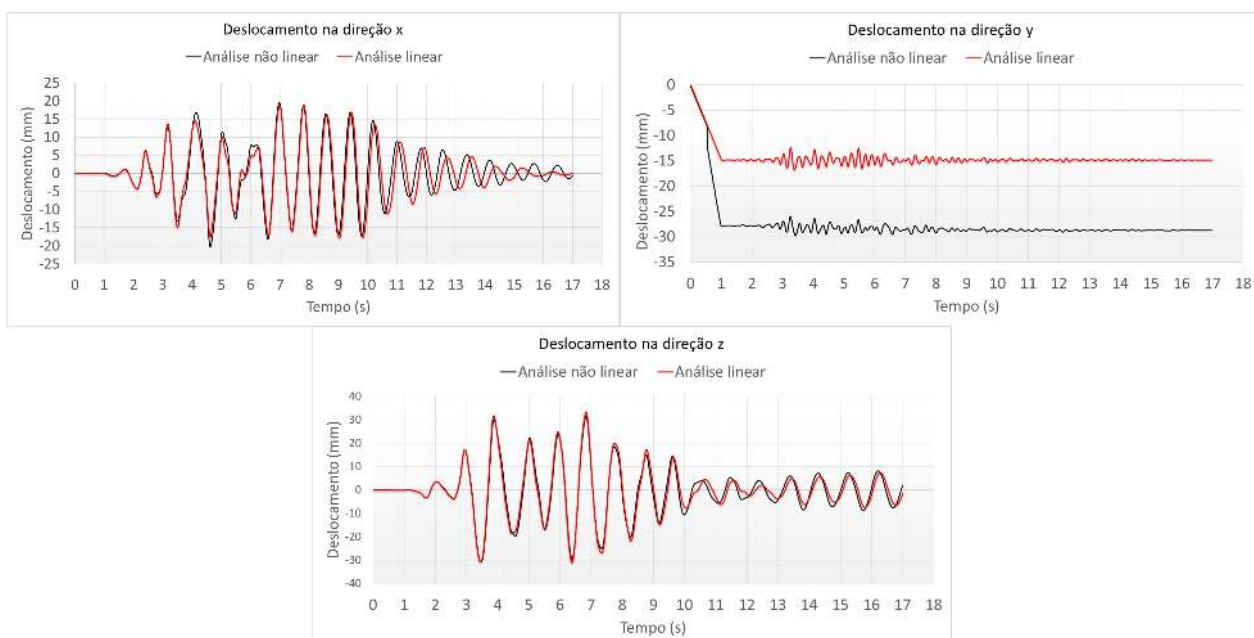 Deslocamento na direção x
Análise não linear Análise linear
Deslocamento (mm)
25
20
15
10
5
0
-5
-10
-15
-20
-25
0 1 2 3 4 5 6 7 8 9 10 11 12 13 14 15 16 17 18
Tempo (s)
Deslocamento na direção y
Análise não linear Análise linear
Deslocamento (mm)
0
-5
-10
-15
-20
-25
-30
-35
0 1 2 3 4 5 6 7 8 9 10 11 12 13 14 15 16 17 18
Tempo (s)
Deslocamento na direção z
Análise não linear Análise linear
Deslocamento (mm)
40
30
20
10
0
-10
-20
-30
-40
0 1 2 3 4 5 6 7 8 9 10 11 12 13 14 15 16 17 18
Tempo (s)